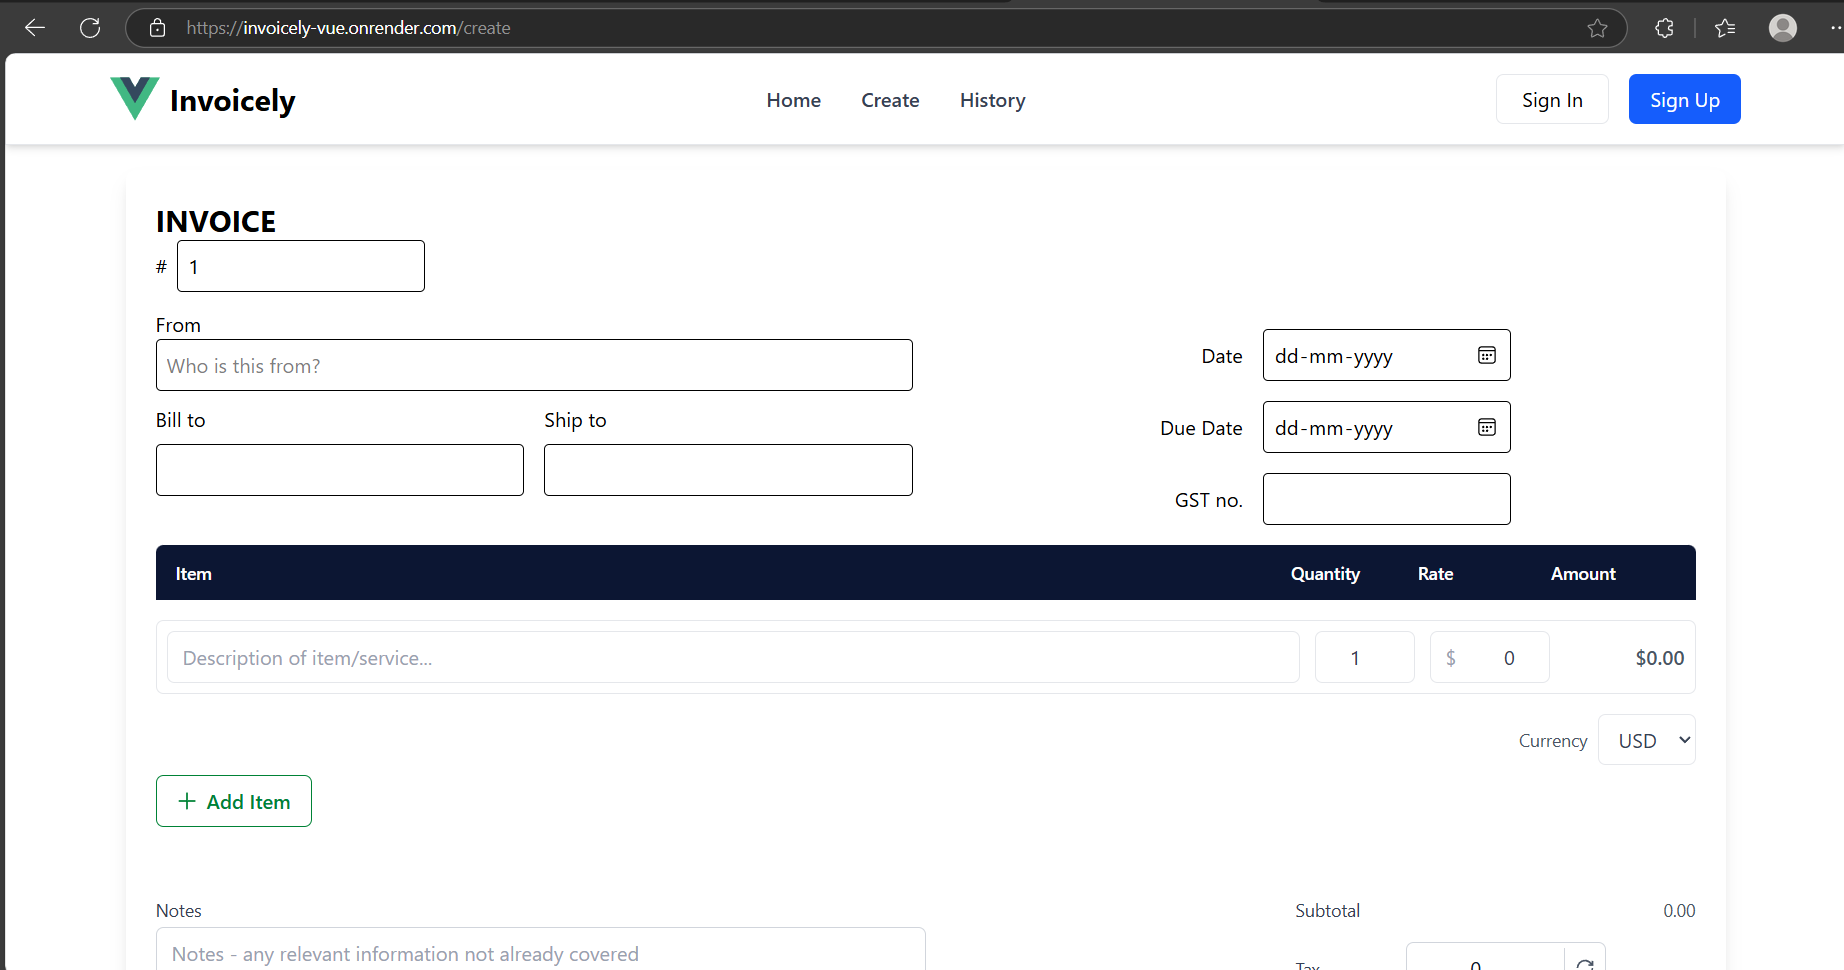 https://invoicely-vue.onrender.com/create
Invoicely
Home Create History
Sign In Sign Up
INVOICE
# 1
From
Who is this from?
Bill to Ship to
Date dd-mm-yyyy
Due Date dd-mm-yyyy
GST no.
Item Quantity Rate Amount
Description of item/service... 1 $ 0 $0.00
Currency USD
+ Add Item
Notes
Notes - any relevant information not already covered
Subtotal 0.00
Tax 0